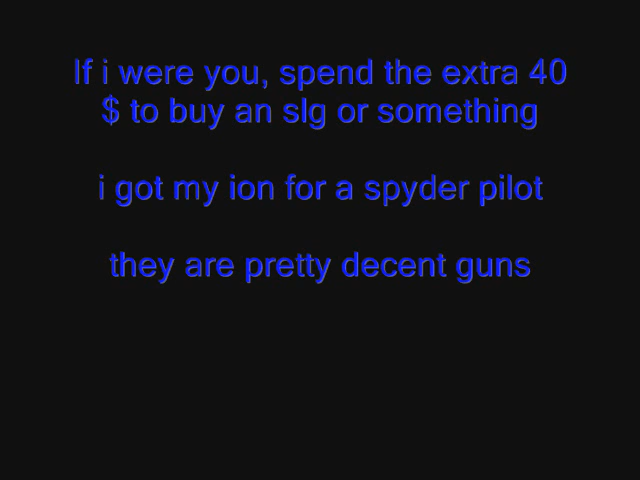 If i were you, spend the extra 40
$ to buy an slg or something
i got my ion for a spyder pilot
they are pretty decent guns